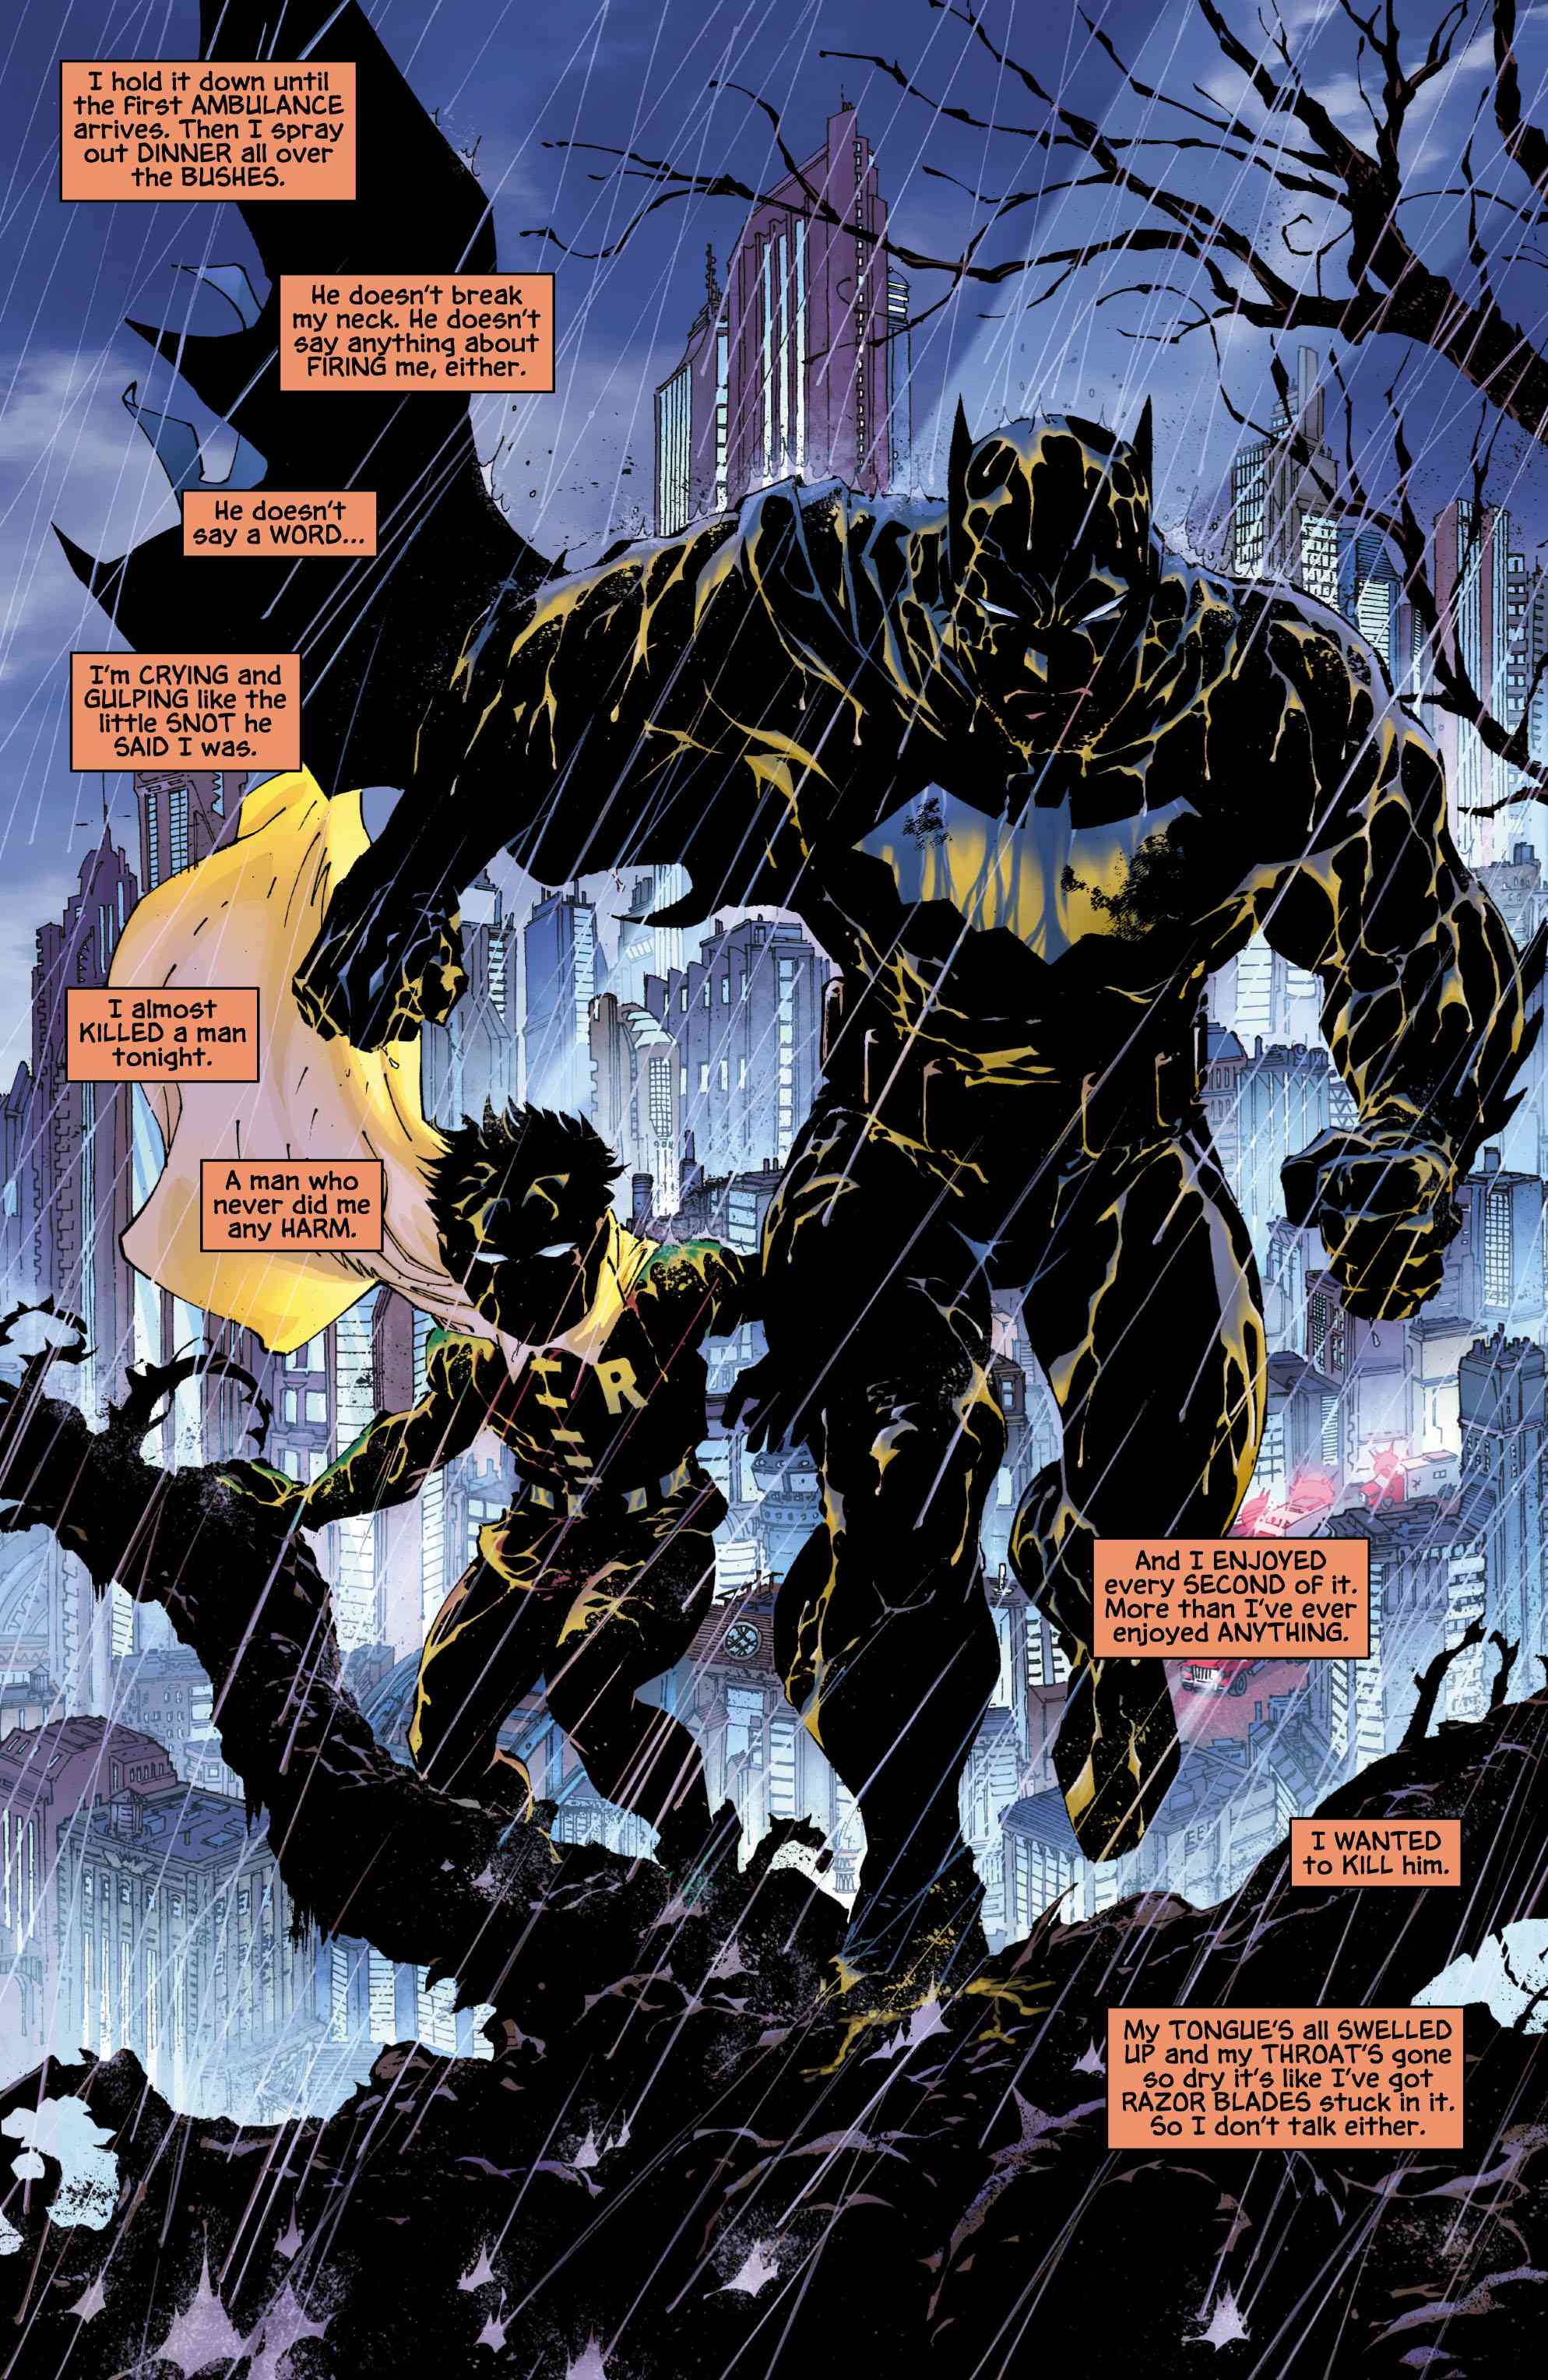 I hold it down until
the first AMBULANCE
arrives. Then I spray
out DINNER all over
the BUSHES.
He doesn't break
my neck. He doesn't
say anything about
FIRING me, either.
He doesn't
say a WORD...
I'm CRYING and
GULPING like the
little SNOT he
SAID I was.
I almost
KILLED a man
tonight.
A man who
never did me
any HARM.
R
And I ENJOYED
every SECOND OF it.
More than I've ever
enjoyed ANYTHING.
I WANTED
to KILL him.
My TONGUE'S all SWELLED
UP and my THROAT'S gone
so dry it's like I've got
RAZOR BLADES stuck in it.
So I don't talk either.